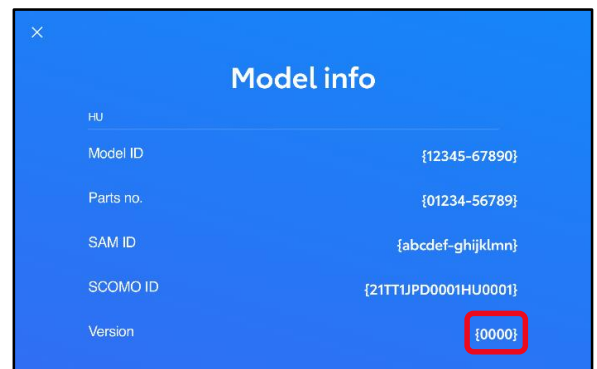 Model info
HU
Model ID {12345-67890}
Parts no. {01234-56789}
SAM ID {abcdef-ghijklmn}
SCOMO ID {21TT1JPD0001HU0001}
Version {0000}